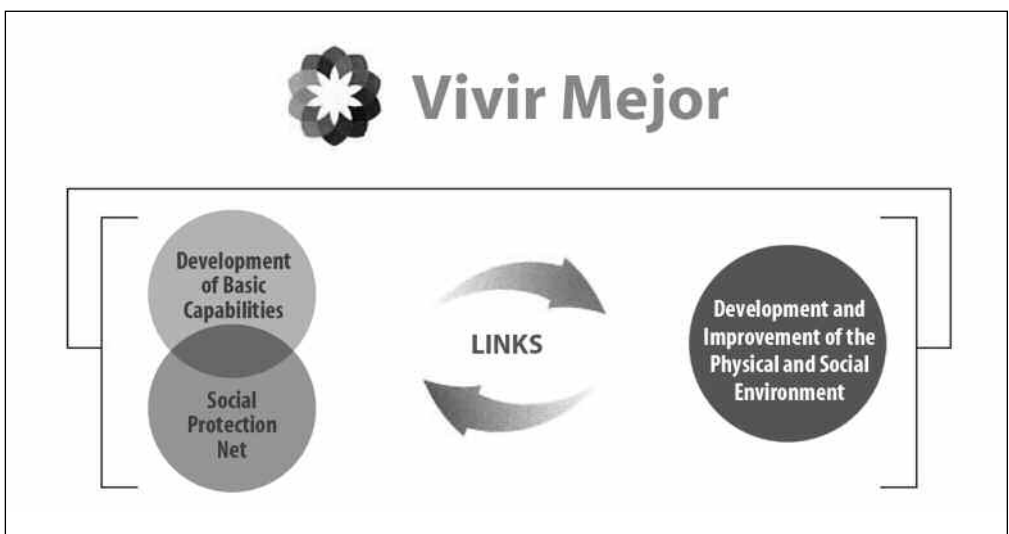 Vivir Mejor
Development
of Basic
Capabilities
Social
Protection
Net
LINKS
Development and
Improvement of the
Physical and Social
Environment